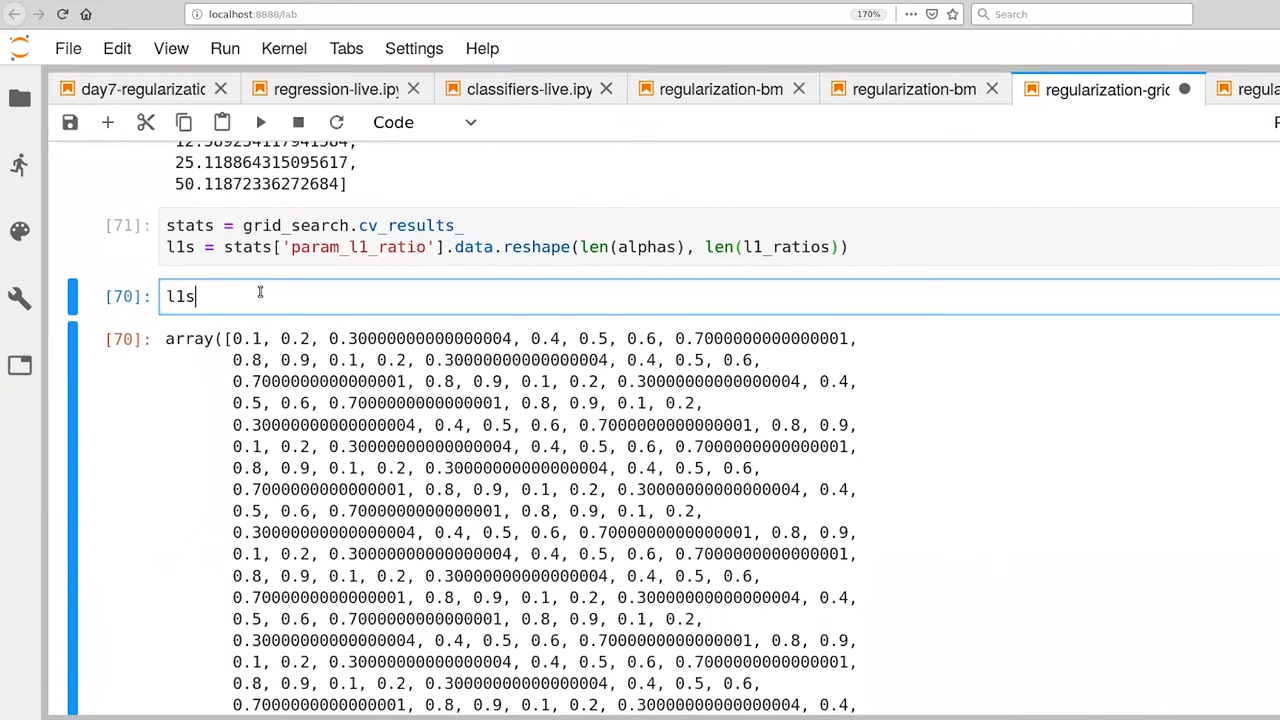 localhost:8888/lab
170%
Search
File Edit View Run Kernel Tabs Settings Help
day7-regularizatic regression-live.ipy classifiers-live.ipy regularization-bm regularization-bm regularization-gric regula
Code
25.118864315095617,
50.11872336272684]
[71]: stats = grid_search.cv_results_
l1s = stats['param_l1_ratio'].data.reshape(len(alphas), len(l1_ratios))
[70]: l1s
[70]: array([0.1, 0.2, 0.30000000000000004, 0.4, 0.5, 0.6, 0.7000000000000001,
0.8, 0.9, 0.1, 0.2, 0.30000000000000004, 0.4, 0.5, 0.6,
0.7000000000000001, 0.8, 0.9, 0.1, 0.2, 0.30000000000000004, 0.4,
0.5, 0.6, 0.7000000000000001, 0.8, 0.9, 0.1, 0.2,
0.30000000000000004, 0.4, 0.5, 0.6, 0.7000000000000001, 0.8, 0.9,
0.1, 0.2, 0.30000000000000004, 0.4, 0.5, 0.6, 0.7000000000000001,
0.8, 0.9, 0.1, 0.2, 0.30000000000000004, 0.4, 0.5, 0.6,
0.7000000000000001, 0.8, 0.9, 0.1, 0.2, 0.30000000000000004, 0.4,
0.5, 0.6, 0.7000000000000001, 0.8, 0.9, 0.1, 0.2,
0.30000000000000004, 0.4, 0.5, 0.6, 0.7000000000000001, 0.8, 0.9,
0.1, 0.2, 0.30000000000000004, 0.4, 0.5, 0.6, 0.7000000000000001,
0.8, 0.9, 0.1, 0.2, 0.30000000000000004, 0.4, 0.5, 0.6,
0.7000000000000001, 0.8, 0.9, 0.1, 0.2, 0.30000000000000004, 0.4,
0.5, 0.6, 0.7000000000000001, 0.8, 0.9, 0.1, 0.2,
0.30000000000000004, 0.4, 0.5, 0.6, 0.7000000000000001, 0.8, 0.9,
0.1, 0.2, 0.30000000000000004, 0.4, 0.5, 0.6, 0.7000000000000001,
0.8, 0.9, 0.1, 0.2, 0.30000000000000004, 0.4, 0.5, 0.6,
0.7000000000000001, 0.8, 0.9, 0.1, 0.2, 0.30000000000000004, 0.4,